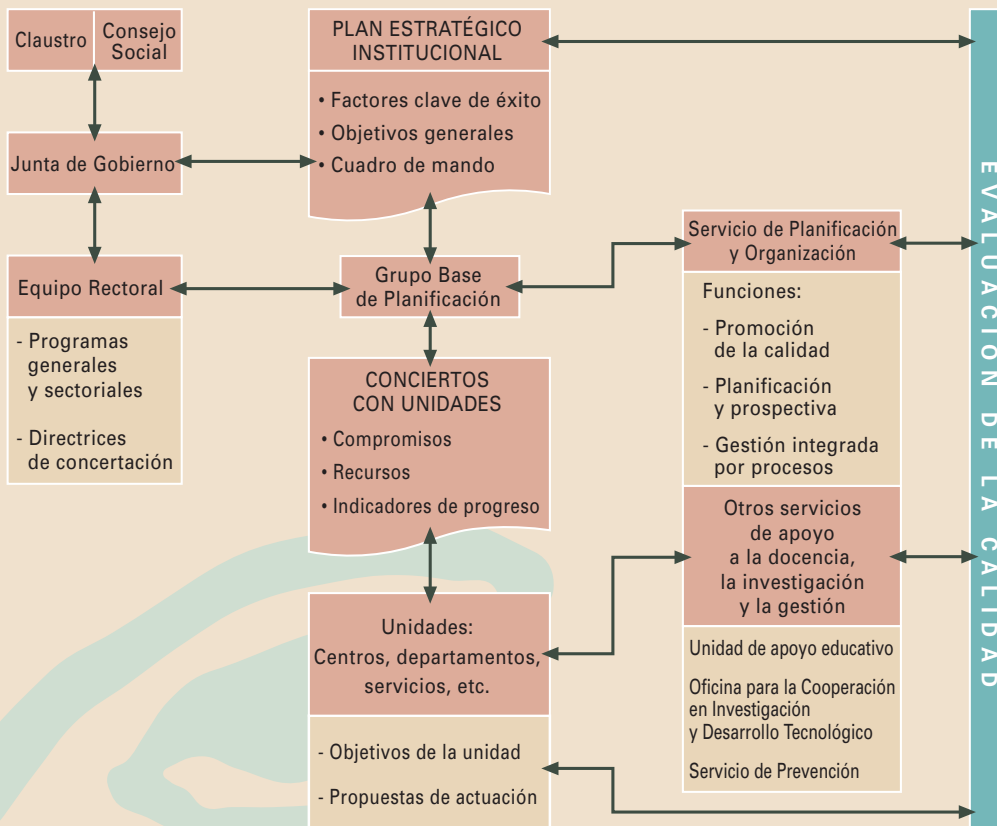 Claustro
Consejo
Social
Junta de Gobierno
Equipo Rectoral
- Programas
generales
y sectoriales
- Directrices
de concertación
PLAN ESTRATÉGICO
INSTITUCIONAL
• Factores clave de éxito
• Objetivos generales
• Cuadro de mando
Grupo Base
de Planificación
CONCIERTOS
CON UNIDADES
• Compromisos
• Recursos
• Indicadores de progreso
Unidades:
Centros, departamentos,
servicios, etc.
- Objetivos de la unidad
- Propuestas de actuación
Servicio de Planificación
y Organización
Funciones:
- Promoción
de la calidad
- Planificación
y prospectiva
- Gestión integrada
por procesos
Otros servicios
de apoyo
a la docencia,
la investigación
y la gestión
Unidad de apoyo educativo
Oficina para la Cooperación
en Investigación
y Desarrollo Tecnológico
Servicio de Prevención
EVALUACIÓN DE LA CALIDAD